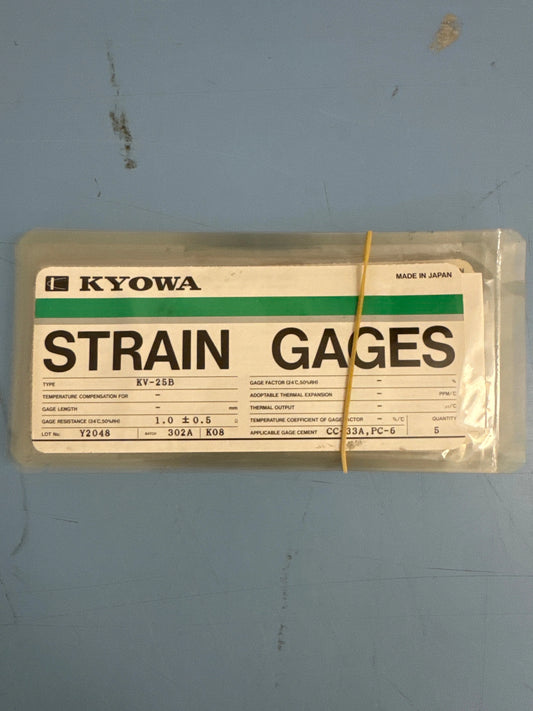 KYOWA
MADE IN JAPAN
STRAIN GAGES
TYPE KV-25B
TEMPERATURE COMPENSATION FOR -
GAGE LENGTH - mm
GAGE RESISTANCE (24℃,50%RH) 1.0 ±0.5 Ω
LOT No. Y2048 BATCH 302A K08
GAGE FACTOR (24℃,50%RH) - %
ADOPTABLE THERMAL EXPANSION - PPM/℃
THERMAL OUTPUT - με/℃
TEMPERATURE COEFFICIENT OF GAGE FACTOR - %/℃
APPLICABLE GAGE CEMENT CC-33A,PC-6
QUANTITY
5